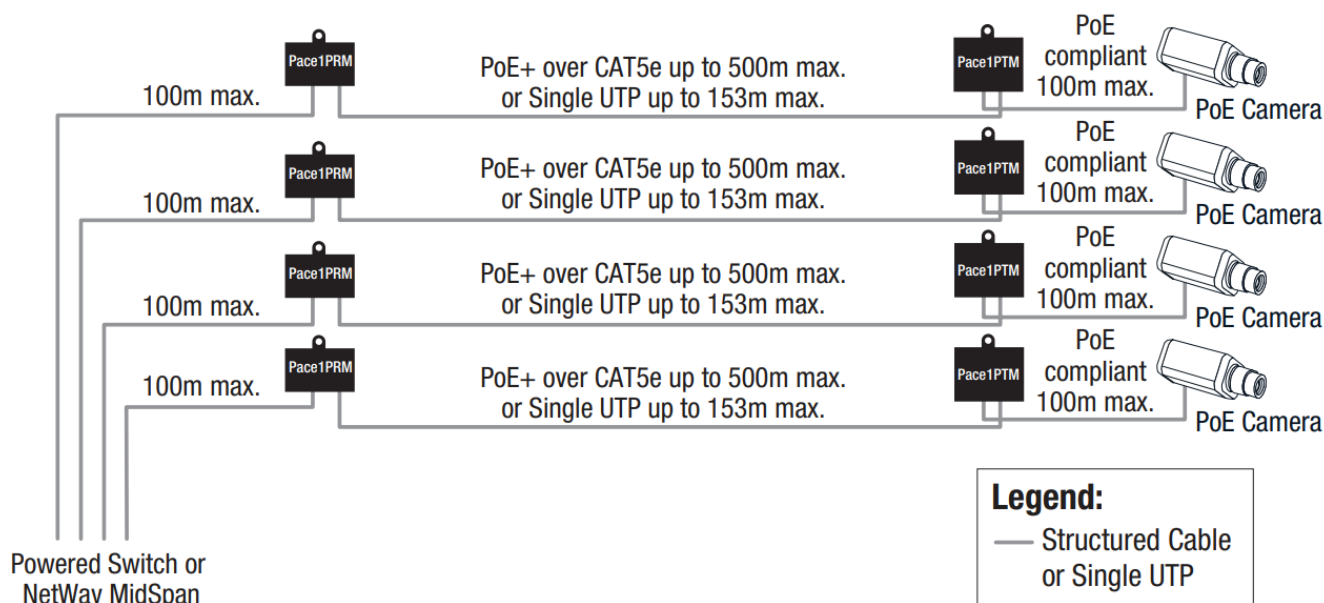 Pace1PRM
100m max.
PoE+ over CAT5e up to 500m max.
or Single UTP up to 153m max.
Pace1PTM
PoE
compliant
100m max.
PoE Camera
Pace1PRM
100m max.
PoE+ over CAT5e up to 500m max.
or Single UTP up to 153m max.
Pace1PTM
PoE
compliant
100m max.
PoE Camera
Pace1PRM
100m max.
PoE+ over CAT5e up to 500m max.
or Single UTP up to 153m max.
Pace1PTM
PoE
compliant
100m max.
PoE Camera
Pace1PRM
100m max.
PoE+ over CAT5e up to 500m max.
or Single UTP up to 153m max.
Pace1PTM
PoE
compliant
100m max.
PoE Camera
Powered Switch or
NetWay MidSpan
Legend:
Structured Cable
or Single UTP